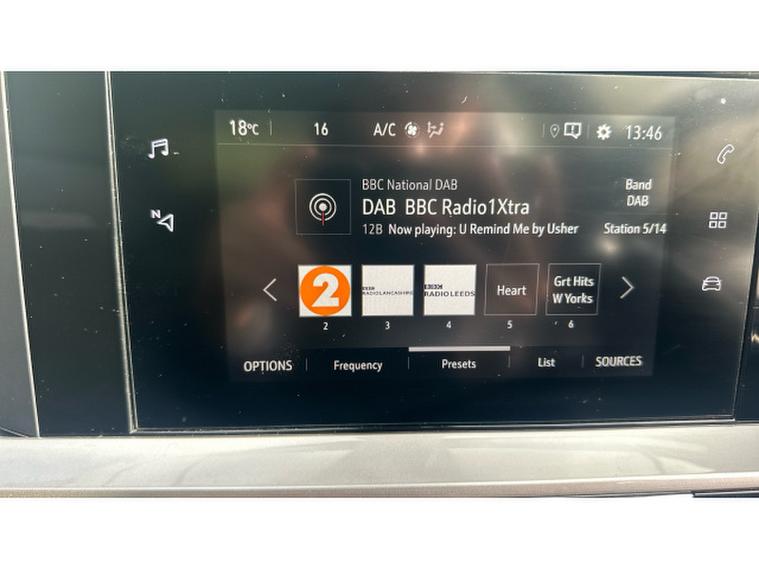 18°C 16 A/C 13:46
BBC National DAB
DAB BBC Radio1Xtra
12B Now playing: U Remind Me by Usher
Band
DAB
Station 5/14
N
2
BBC
RADIO LANCASHIRE
BBC
RADIO LEEDS
Heart
Grt Hits
W Yorks
2 3 4 5 6
OPTIONS Frequency Presets List SOURCES